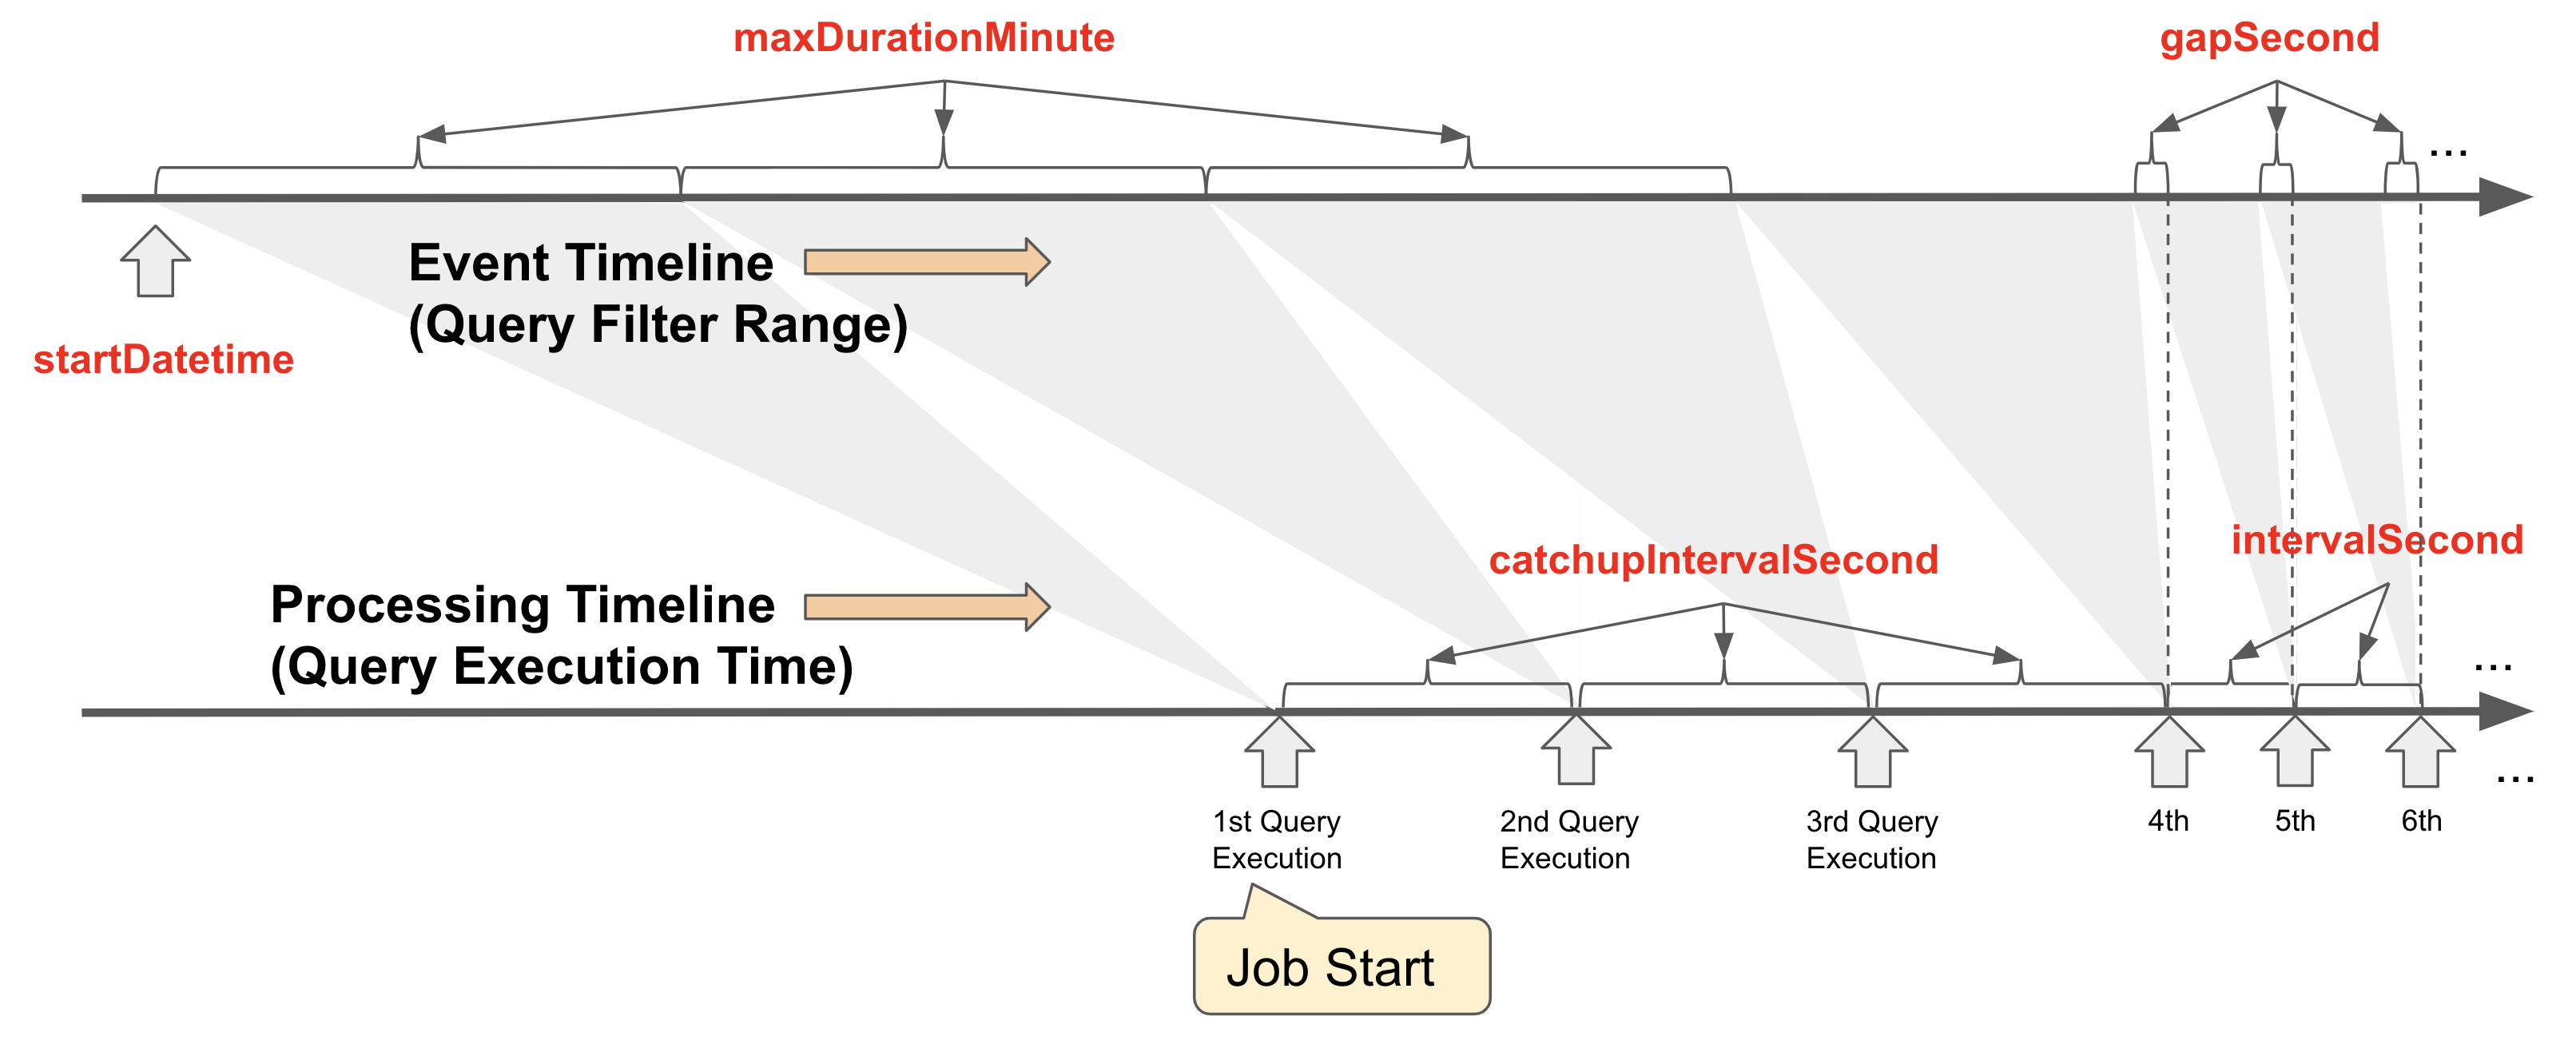 maxDurationMinute
gapSecond
...
Event Timeline
(Query Filter Range)
startDatetime
catchupIntervalSecond
intervalSecond
Processing Timeline
(Query Execution Time)
...
1st Query
Execution
2nd Query
Execution
3rd Query
Execution
4th
5th
6th
...
Job Start